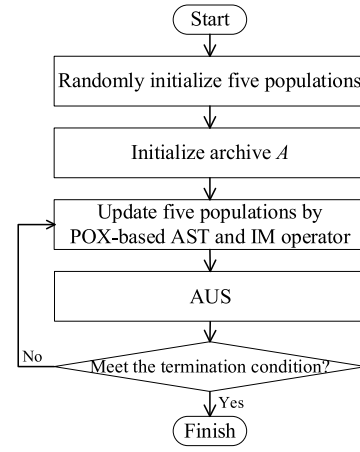 Start
Randomly initialize five populations
Initialize archive A
Update five populations by
POX-based AST and IM operator
AUS
Meet the termination condition?
No
Yes
Finish